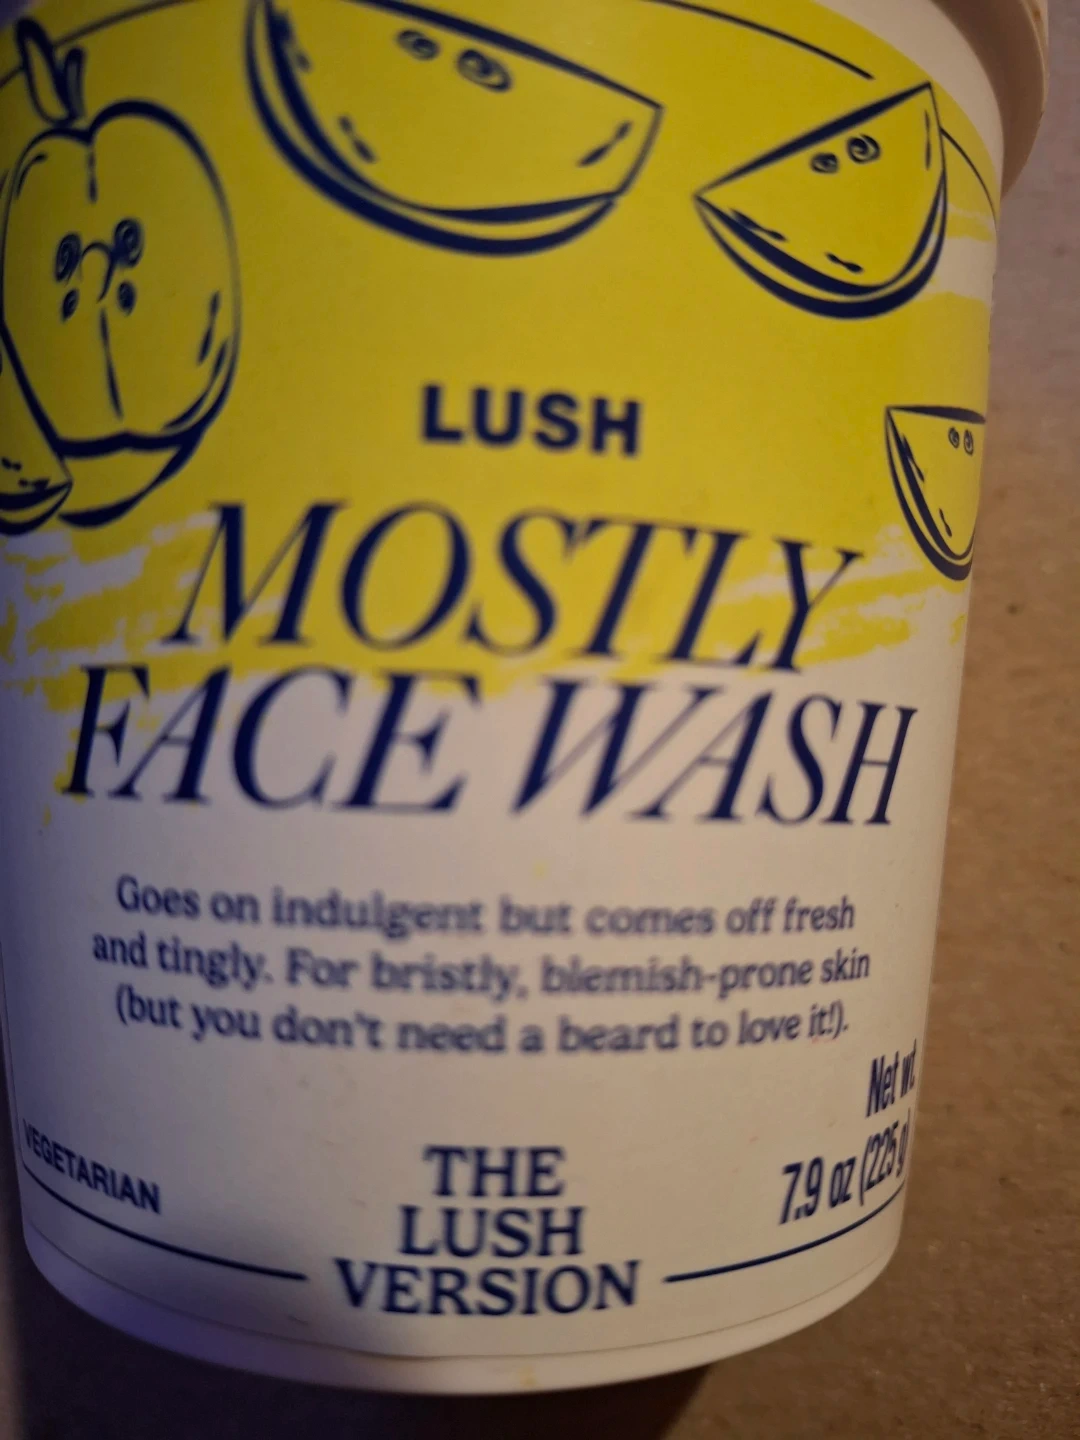 LUSH
MOSTLY
FACE WASH
Goes on indulgent but comes off fresh
and tingly. For bristly, blemish-prone skin
(but you don't need a beard to love it!).
VEGETARIAN
THE
LUSH
VERSION
Net wt
7.9 oz (225 g)